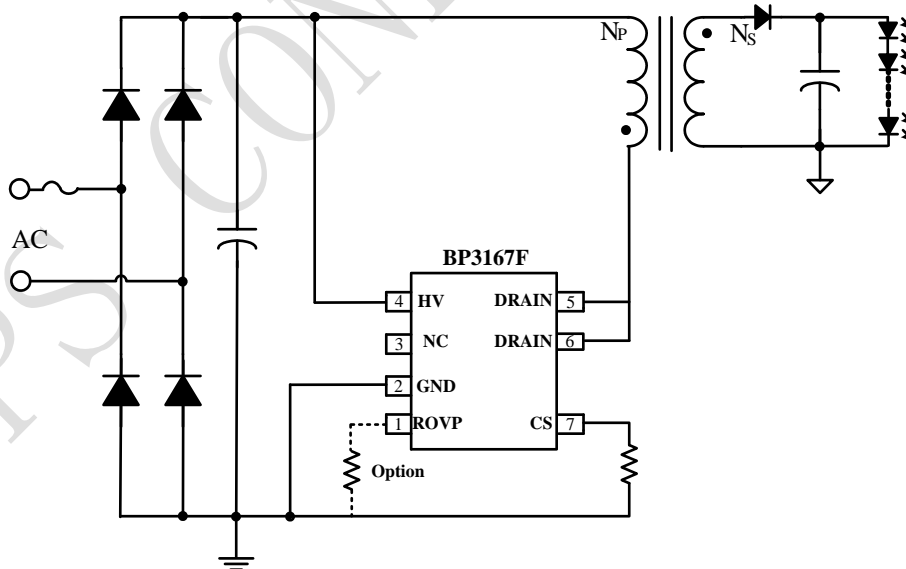 NP
NS
AC
BP3167F
4 HV
DRAIN 5
3 NC
DRAIN 6
2 GND
1 ROVP
CS 7
Option